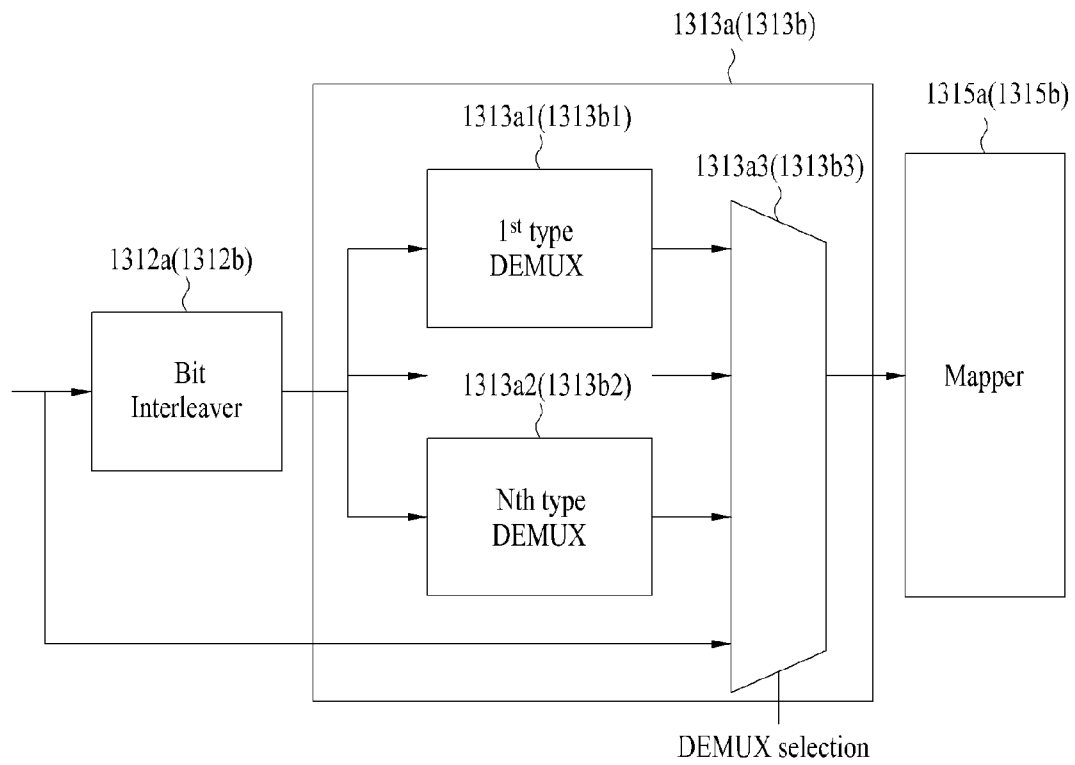 1313a(1313b)
1315a(1315b)
1313a1(1313b1)
1313a3(1313b3)
1st type
DEMUX
1312a(1312b)
Bit
Interleaver
1313a2(1313b2)
Mapper
Nth type
DEMUX
DEMUX selection